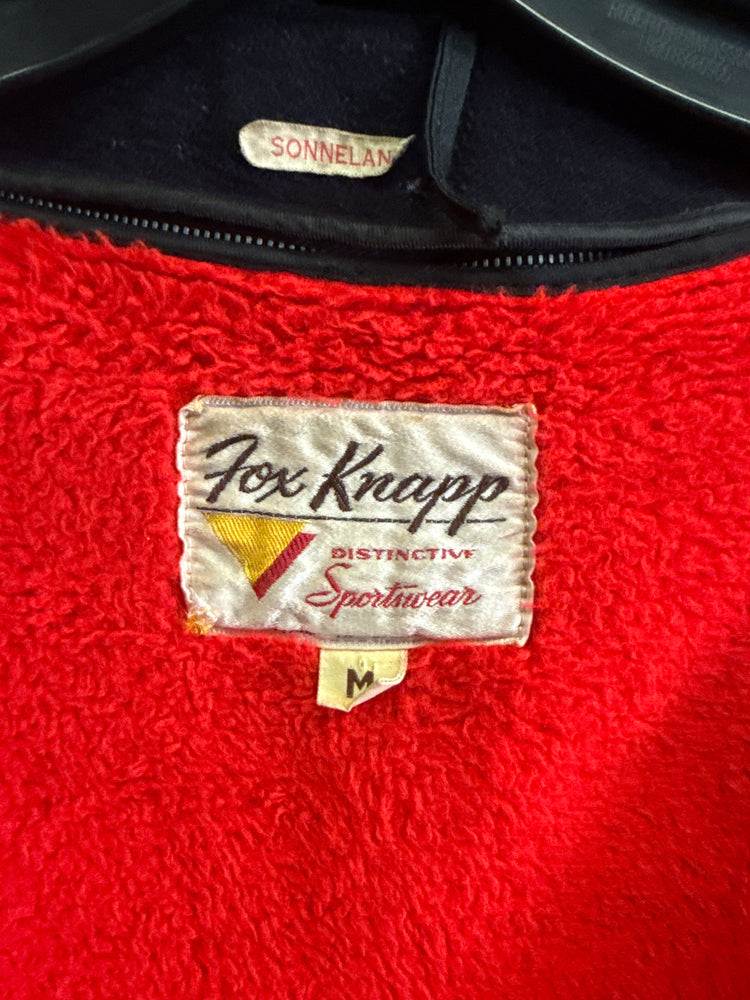 SONNELAN
Fox Knapp
DISTINCTIVE
Sportswear
M